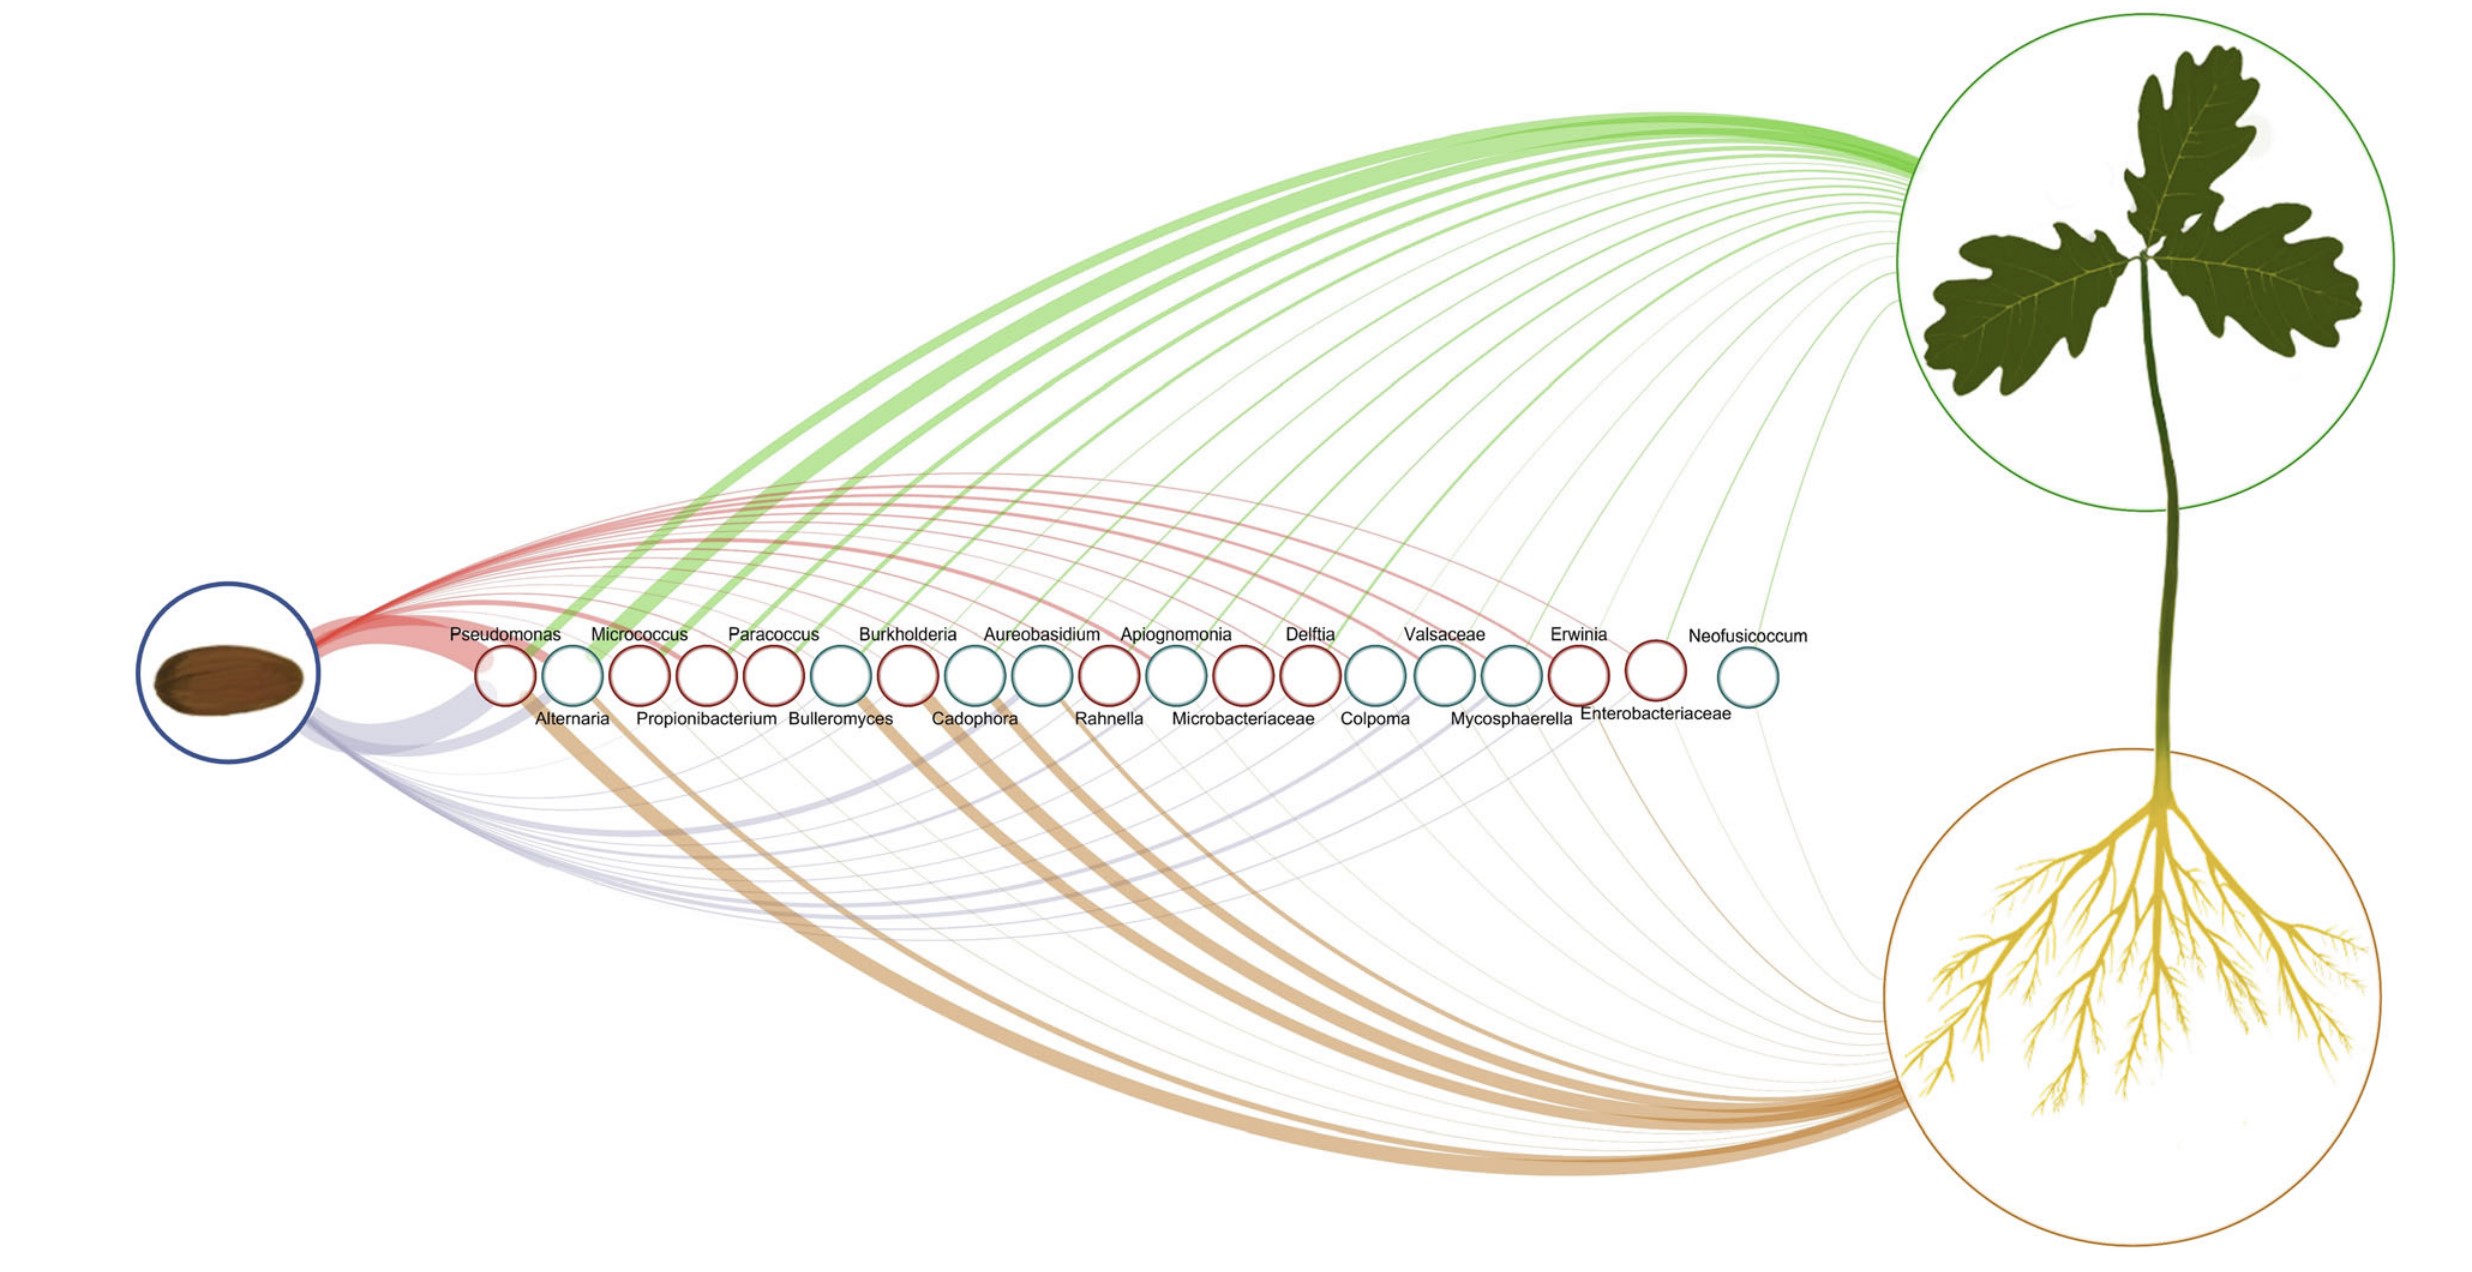 Pseudomonas
Micrococcus
Paracoccus
Burkholderia
Aureobasidium
Apiognomonia
Delftia
Valsaceae
Erwinia
Neofusicoccum
Alternaria
Propionibacterium
Bulleromyces
Cadophora
Rahnella
Microbacteriaceae
Colpoma
Mycosphaerella
Enterobacteriaceae